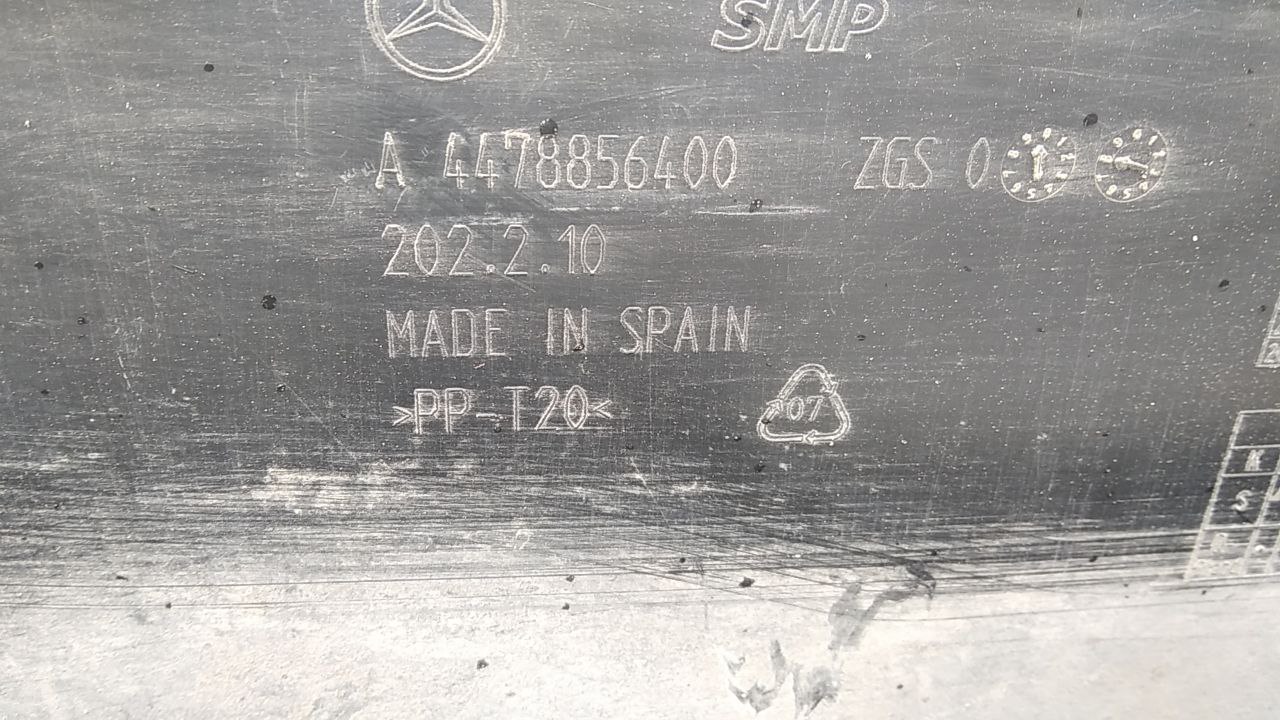 SMP
A 4478856400 ZGS 0
202.2.10
MADE IN SPAIN
>PP-T20<
07
K
S